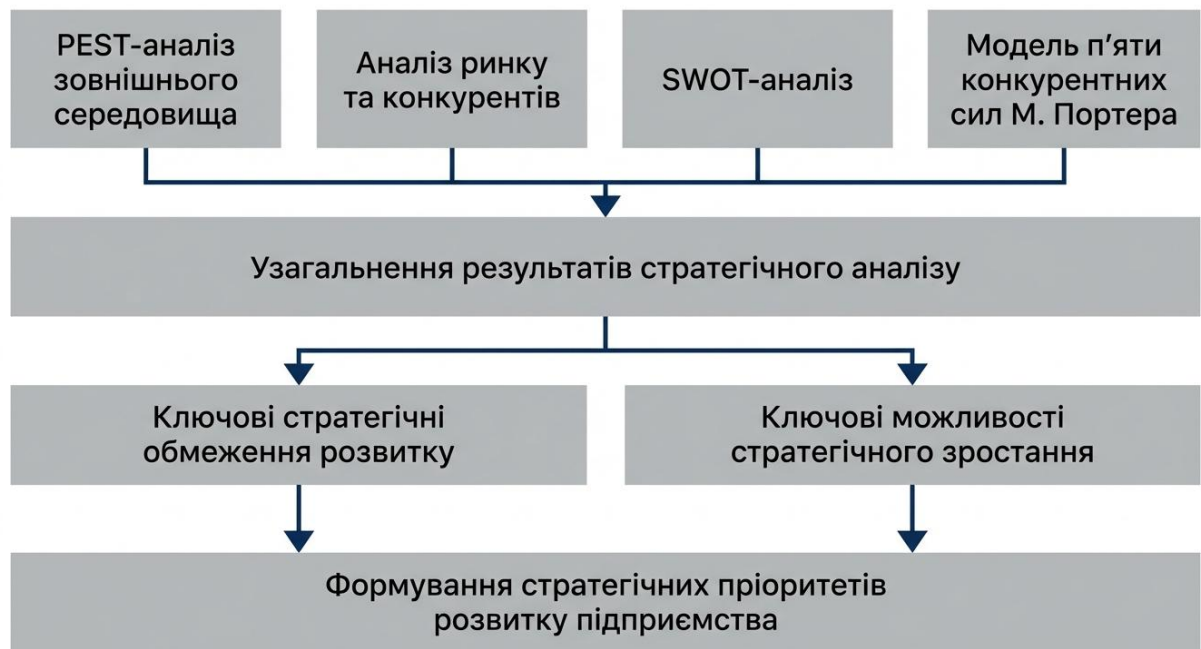 PEST-аналіз
зовнішнього
середовища
Аналіз ринку
та конкурентів
SWOT-аналіз
Модель п’яти
конкурентних
сил М. Портера
Узагальнення результатів стратегічного аналізу
Ключові стратегічні
обмеження розвитку
Ключові можливості
стратегічного зростання
Формування стратегічних пріоритетів
розвитку підприємства